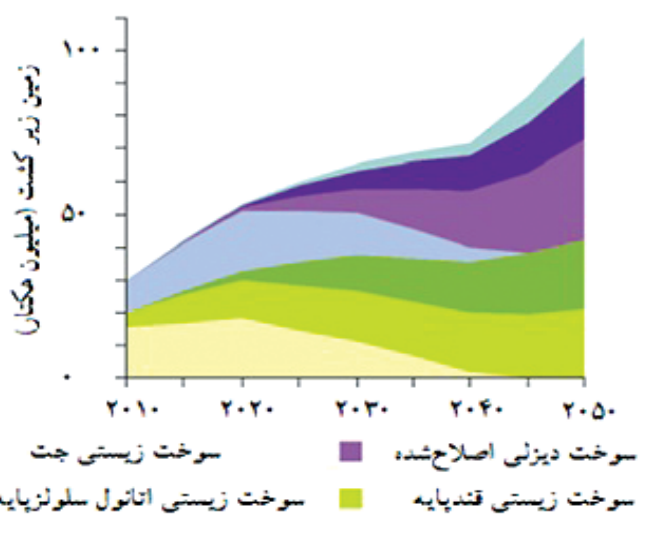 زمین زیر کشت (میلیون هکتار)
۱۰۰
۵۰
۰
۲۰۱۰ ۲۰۲۰ ۲۰۳۰ ۲۰۴۰ ۲۰۵۰
سوخت دیزلی اصلاح‌شده سوخت زیستی جت
سوخت زیستی قندپایه سوخت زیستی اتانول سلولزپایه